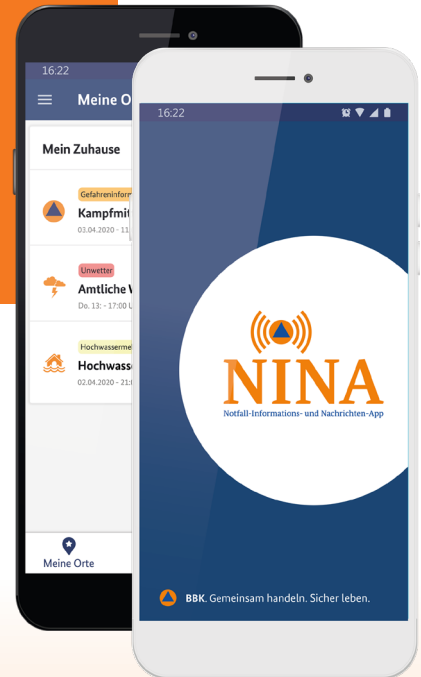 16:22
Meine O
Mein Zuhause
Gefahreninform
Kampfmit
03.04.2020 - 11
Unwetter
Amtliche
Do. 13: - 17:00
Hochwasserme
Hochwass
02.04.2020 - 21:
Meine Orte
16:22
NINA
Notfall-Informations- und Nachrichten-App
BBK. Gemeinsam handeln. Sicher leben.